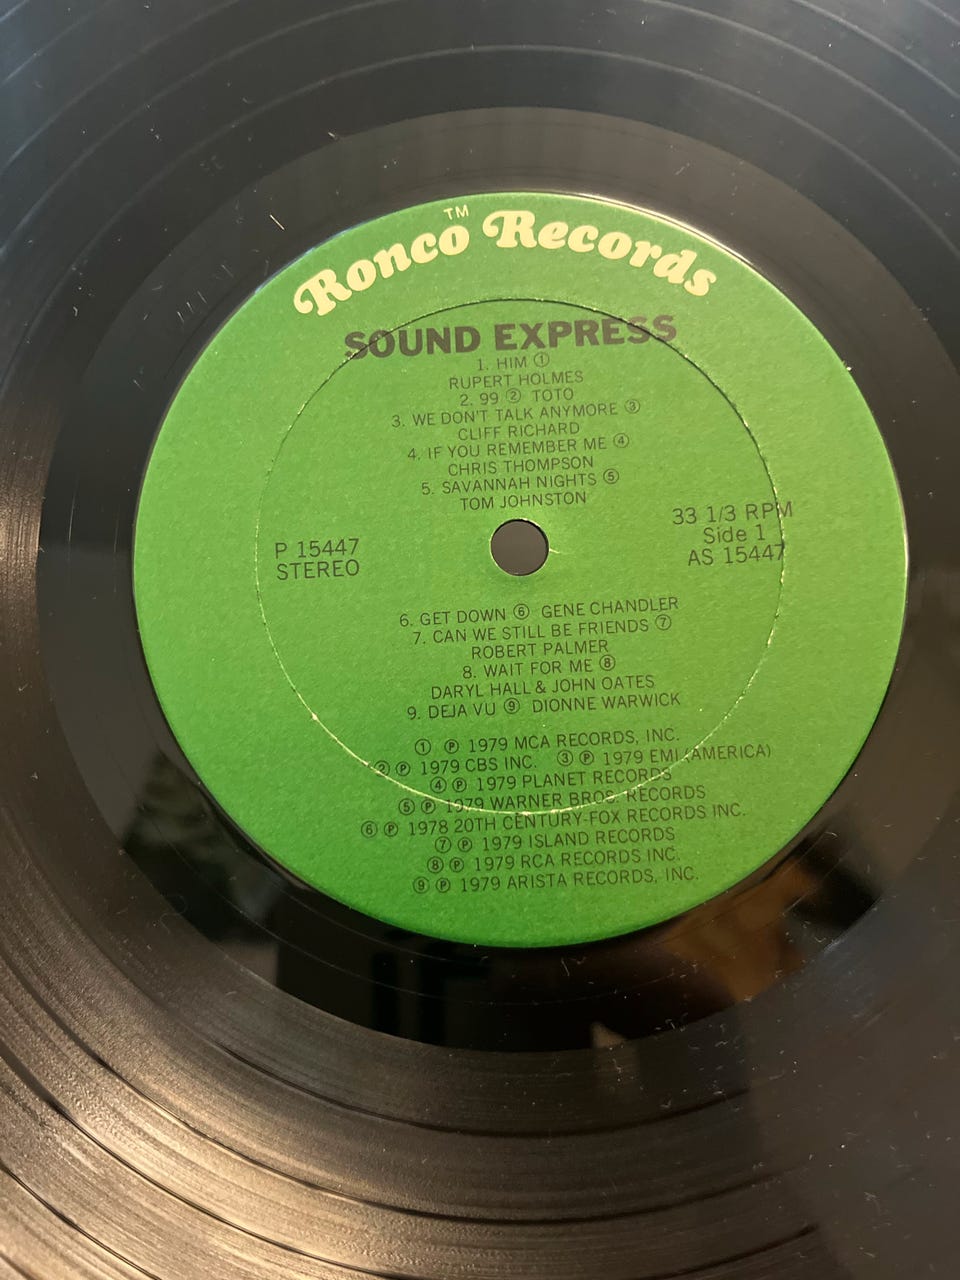 Ronco™ Records
SOUND EXPRESS
1. HIM ①
RUPERT HOLMES
2. 99 ② TOTO
3. WE DON'T TALK ANYMORE ③
CLIFF RICHARD
4. IF YOU REMEMBER ME ④
CHRIS THOMPSON
5. SAVANNAH NIGHTS ⑤
TOM JOHNSTON
P 15447
STEREO
33 1/3 RPM
Side 1
AS 15447
6. GET DOWN ⑥ GENE CHANDLER
7. CAN WE STILL BE FRIENDS ⑦
ROBERT PALMER
8. WAIT FOR ME ⑧
DARYL HALL & JOHN OATES
9. DEJA VU ⑨ DIONNE WARWICK
① ℗ 1979 MCA RECORDS, INC.
② ℗ 1979 CBS INC. ③ ℗ 1979 EMI (AMERICA)
④ ℗ 1979 PLANET RECORDS
⑤ ℗ 1979 WARNER BROS. RECORDS
⑥ ℗ 1978 20TH CENTURY-FOX RECORDS INC.
⑦ ℗ 1979 ISLAND RECORDS
⑧ ℗ 1979 RCA RECORDS INC.
⑨ ℗ 1979 ARISTA RECORDS, INC.